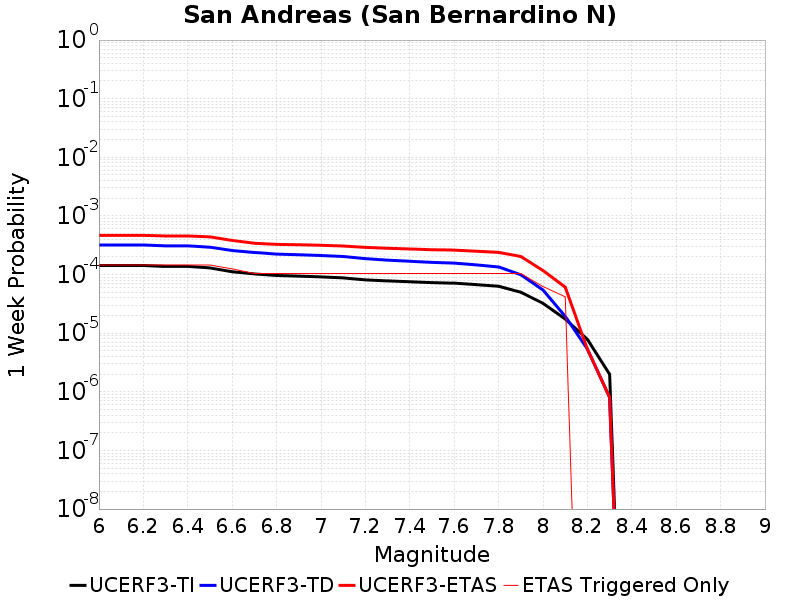 San Andreas (San Bernardino N)
1 Week Probability
10^0
10^-1
10^-2
10^-3
10^-4
10^-5
10^-6
10^-7
10^-8
6 6.2 6.4 6.6 6.8 7 7.2 7.4 7.6 7.8 8 8.2 8.4 8.6 8.8 9
Magnitude
UCERF3-TI UCERF3-TD UCERF3-ETAS ETAS Triggered Only